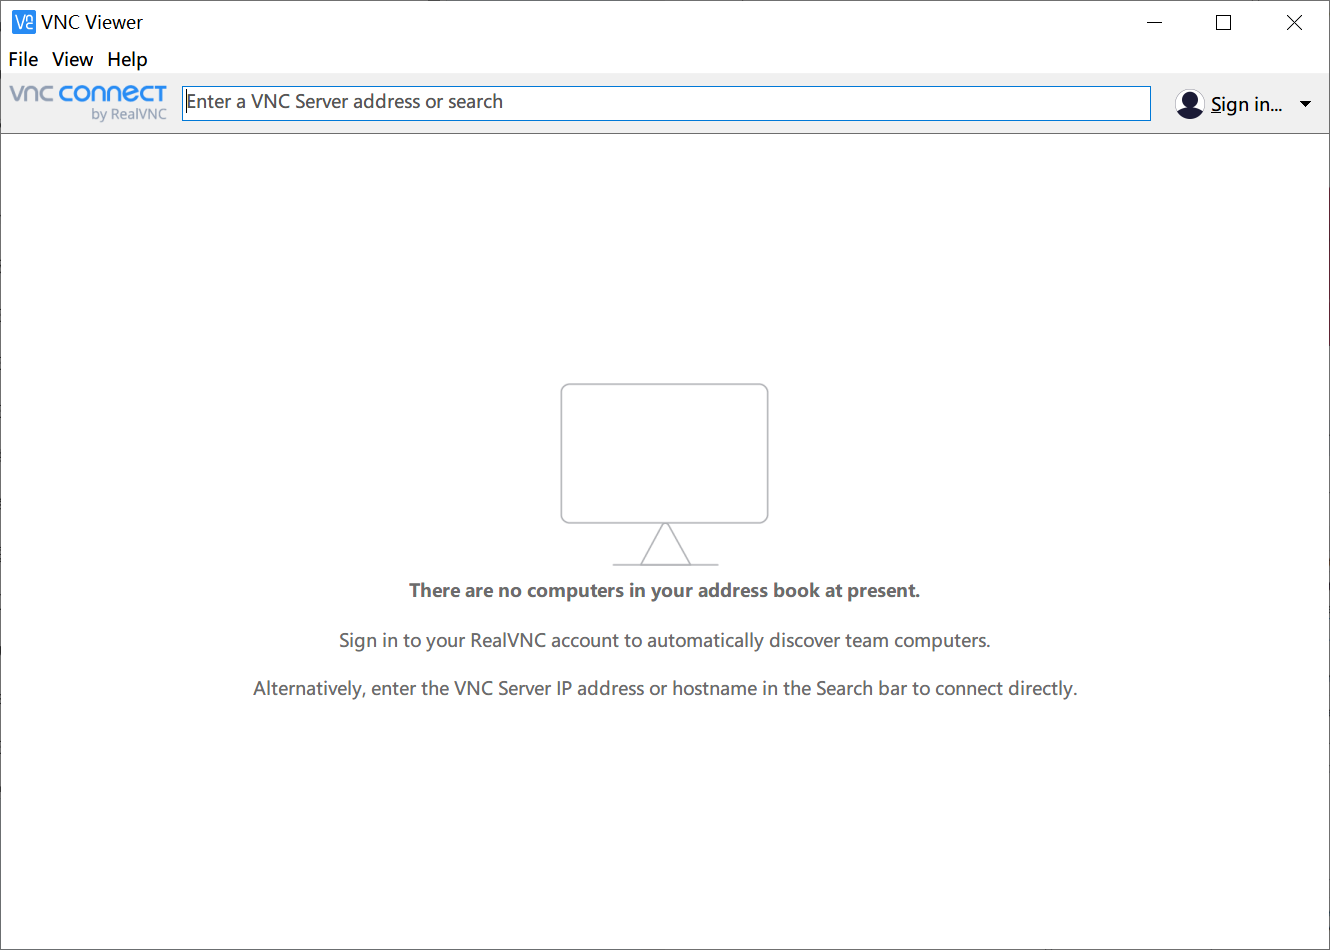 VNC Viewer
File View Help
vnc connect
by RealVNC
Enter a VNC Server address or search
Sign in...
There are no computers in your address book at present.
Sign in to your RealVNC account to automatically discover team computers.
Alternatively, enter the VNC Server IP address or hostname in the Search bar to connect directly.